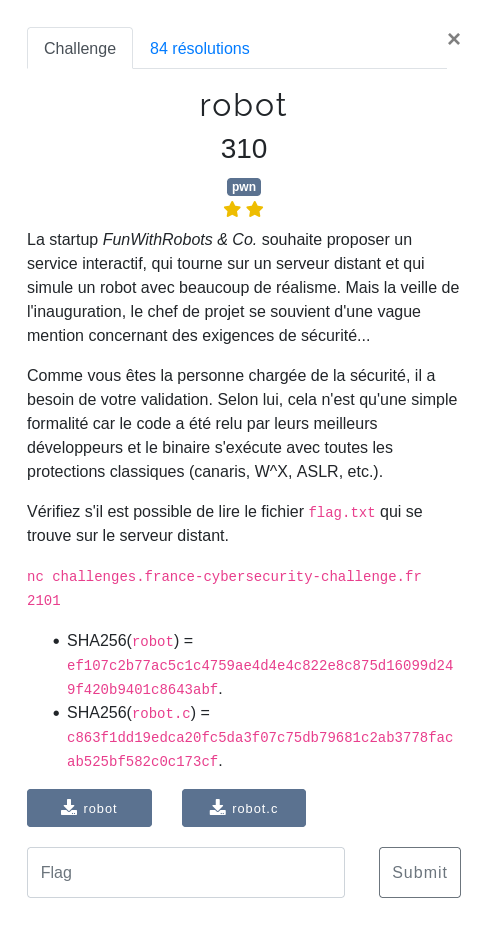 Challenge
84 résolutions
×
robot
310
pwn
La startup FunWithRobots & Co. souhaite proposer un
service interactif, qui tourne sur un serveur distant et qui
simule un robot avec beaucoup de réalisme. Mais la veille de
l'inauguration, le chef de projet se souvient d'une vague
mention concernant des exigences de sécurité...
Comme vous êtes la personne chargée de la sécurité, il a
besoin de votre validation. Selon lui, cela n'est qu'une simple
formalité car le code a été relu par leurs meilleurs
développeurs et le binaire s'exécute avec toutes les
protections classiques (canaris, W^X, ASLR, etc.).
Vérifiez s'il est possible de lire le fichier flag.txt qui se
trouve sur le serveur distant.
nc challenges.france-cybersecurity-challenge.fr
2101
• SHA256(robot) =
ef107c2b77ac5c1c4759ae4d4e4c822e8c875d16099d24
9f420b9401c8643abf.
• SHA256(robot.c) =
c863f1dd19edca20fc5da3f07c75db79681c2ab3778fac
ab525bf582c0c173cf.
robot
robot.c
Flag
Submit